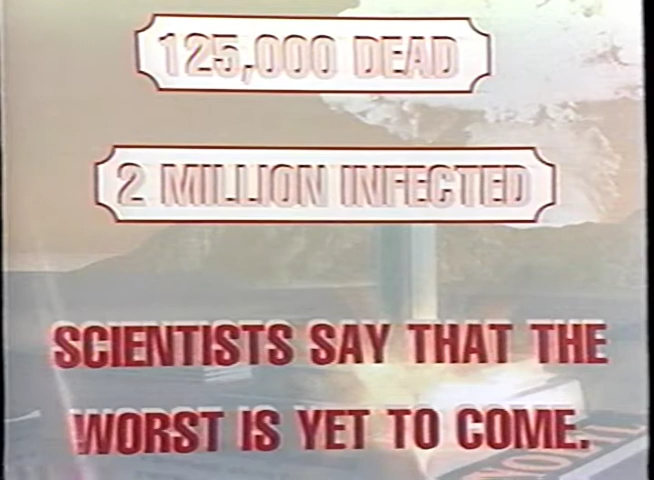 125,000 DEAD
2 MILLION INFECTED
SCIENTISTS SAY THAT THE
WORST IS YET TO COME.